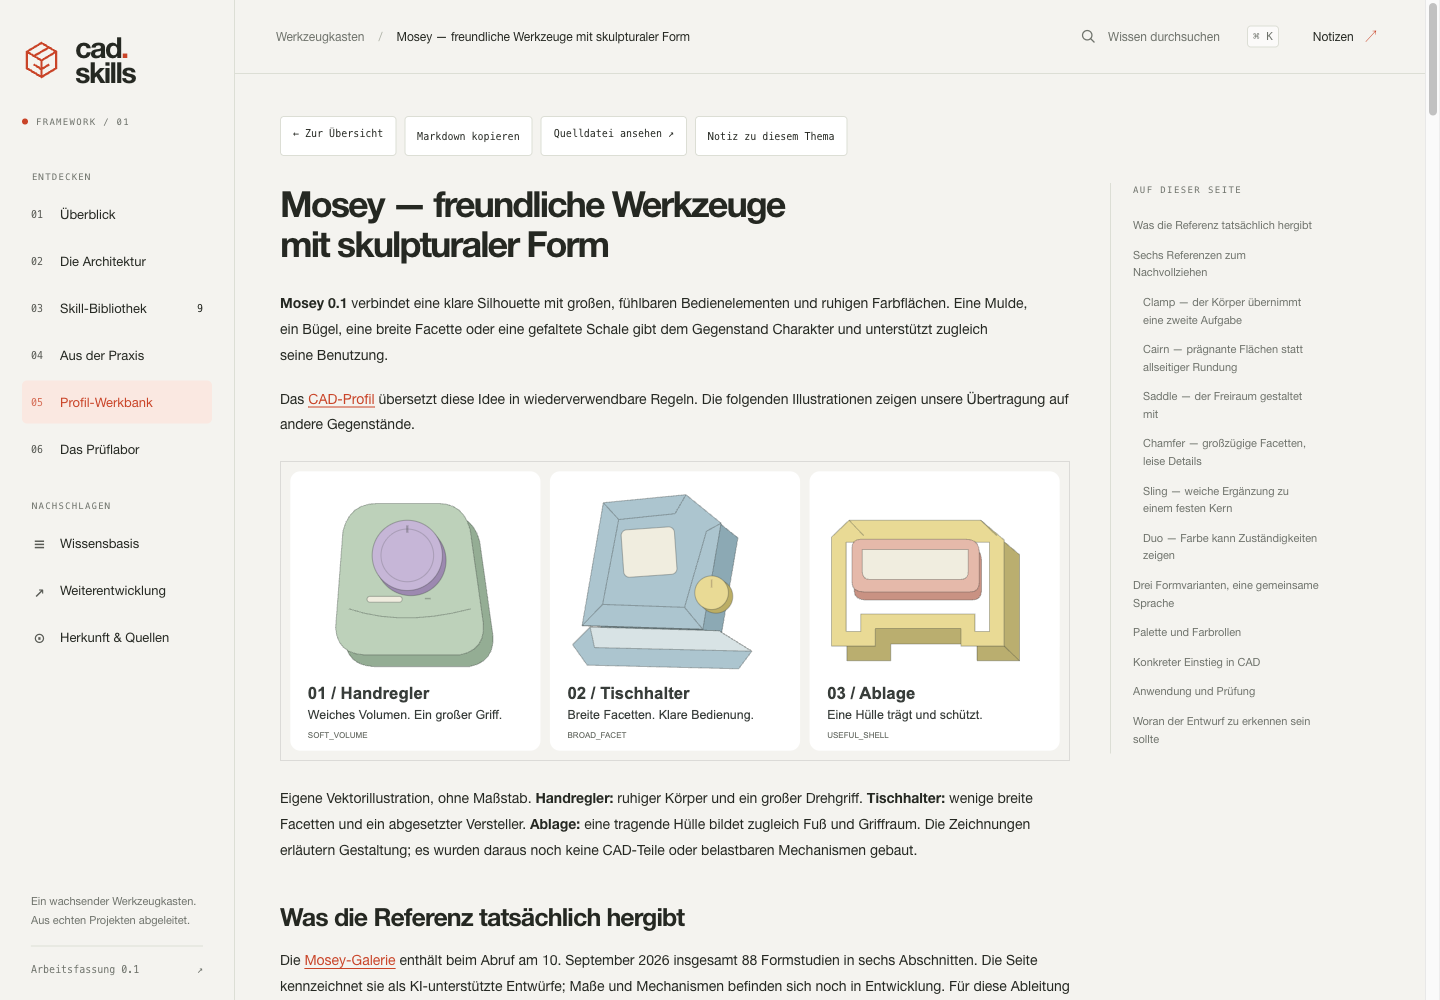 cad.
skills
FRAMEWORK / 01
ENTDECKEN
01 Überblick
02 Die Architektur
03 Skill-Bibliothek 9
04 Aus der Praxis
05 Profil-Werkbank
06 Das Prüflabor
NACHSCHLAGEN
Wissensbasis
↗ Weiterentwicklung
Herkunft & Quellen
Ein wachsender Werkzeugkasten.
Aus echten Projekten abgeleitet.
Arbeitsfassung 0.1 ↗
Werkzeugkasten / Mosey — freundliche Werkzeuge mit skulpturaler Form
Wissen durchsuchen ⌘ K Notizen ↗
← Zur Übersicht
Markdown kopieren
Quelldatei ansehen ↗
Notiz zu diesem Thema
Mosey — freundliche Werkzeuge
mit skulpturaler Form
Mosey 0.1 verbindet eine klare Silhouette mit großen, fühlbaren Bedienelementen und ruhigen Farbflächen. Eine Mulde,
ein Bügel, eine breite Facette oder eine gefaltete Schale gibt dem Gegenstand Charakter und unterstützt zugleich
seine Benutzung.
Das CAD-Profil übersetzt diese Idee in wiederverwendbare Regeln. Die folgenden Illustrationen zeigen unsere Übertragung auf
andere Gegenstände.
01 / Handregler
Weiches Volumen. Ein großer Griff.
SOFT_VOLUME
02 / Tischhalter
Breite Facetten. Klare Bedienung.
BROAD_FACET
03 / Ablage
Eine Hülle trägt und schützt.
USEFUL_SHELL
Eigene Vektorillustration, ohne Maßstab. Handregler: ruhiger Körper und ein großer Drehgriff. Tischhalter: wenige breite
Facetten und ein abgesetzter Versteller. Ablage: eine tragende Hülle bildet zugleich Fuß und Griffraum. Die Zeichnungen
erläutern Gestaltung; es wurden daraus noch keine CAD-Teile oder belastbaren Mechanismen gebaut.
Was die Referenz tatsächlich hergibt
Die Mosey-Galerie enthält beim Abruf am 10. September 2026 insgesamt 88 Formstudien in sechs Abschnitten. Die Seite
kennzeichnet sie als KI-unterstützte Entwürfe; Maße und Mechanismen befinden sich noch in Entwicklung. Für diese Ableitung
AUF DIESER SEITE
Was die Referenz tatsächlich hergibt
Sechs Referenzen zum
Nachvollziehen
Clamp — der Körper übernimmt
eine zweite Aufgabe
Cairn — prägnante Flächen statt
allseitiger Rundung
Saddle — der Freiraum gestaltet
mit
Chamfer — großzügige Facetten,
leise Details
Sling — weiche Ergänzung zu
einem festen Kern
Duo — Farbe kann Zuständigkeiten
zeigen
Drei Formvarianten, eine gemeinsame
Sprache
Palette und Farbrollen
Konkreter Einstieg in CAD
Anwendung und Prüfung
Woran der Entwurf zu erkennen sein
sollte